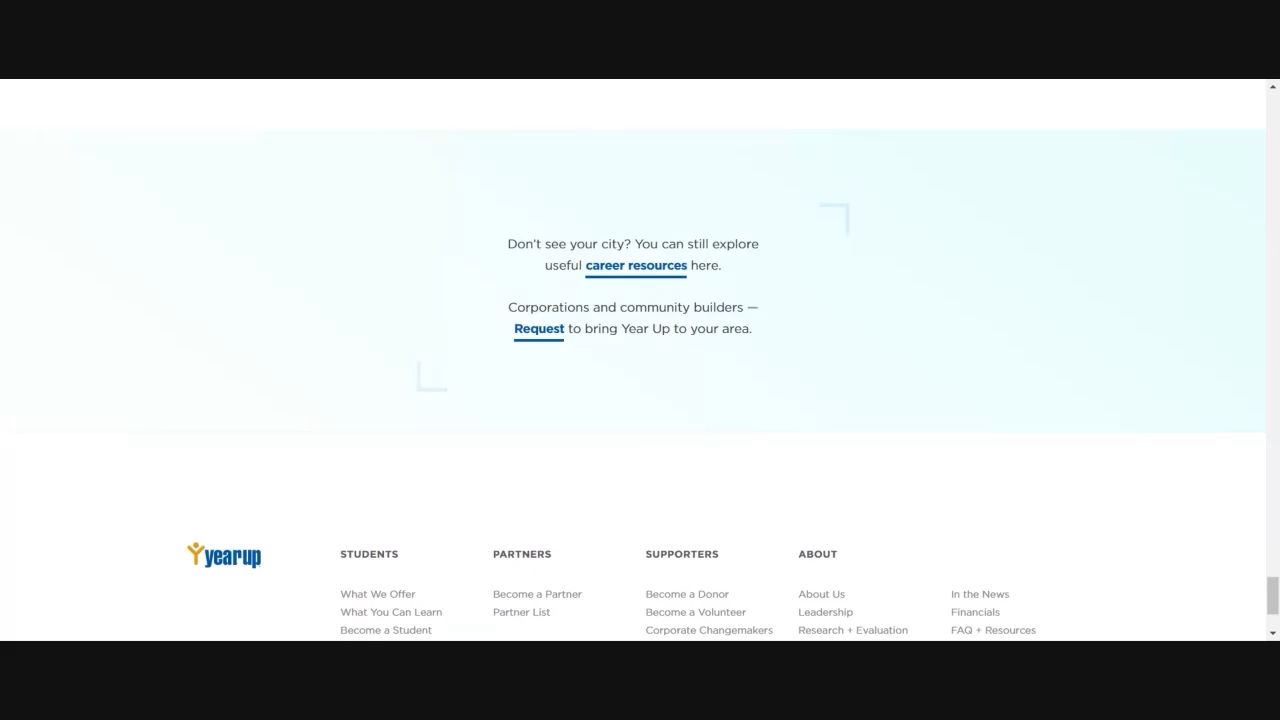 Don't see your city? You can still explore
useful career resources here.
Corporations and community builders —
Request to bring Year Up to your area.
year up
STUDENTS
What We Offer
What You Can Learn
Become a Student
PARTNERS
Become a Partner
Partner List
SUPPORTERS
Become a Donor
Become a Volunteer
Corporate Changemakers
ABOUT
About Us
Leadership
Research + Evaluation
In the News
Financials
FAQ + Resources